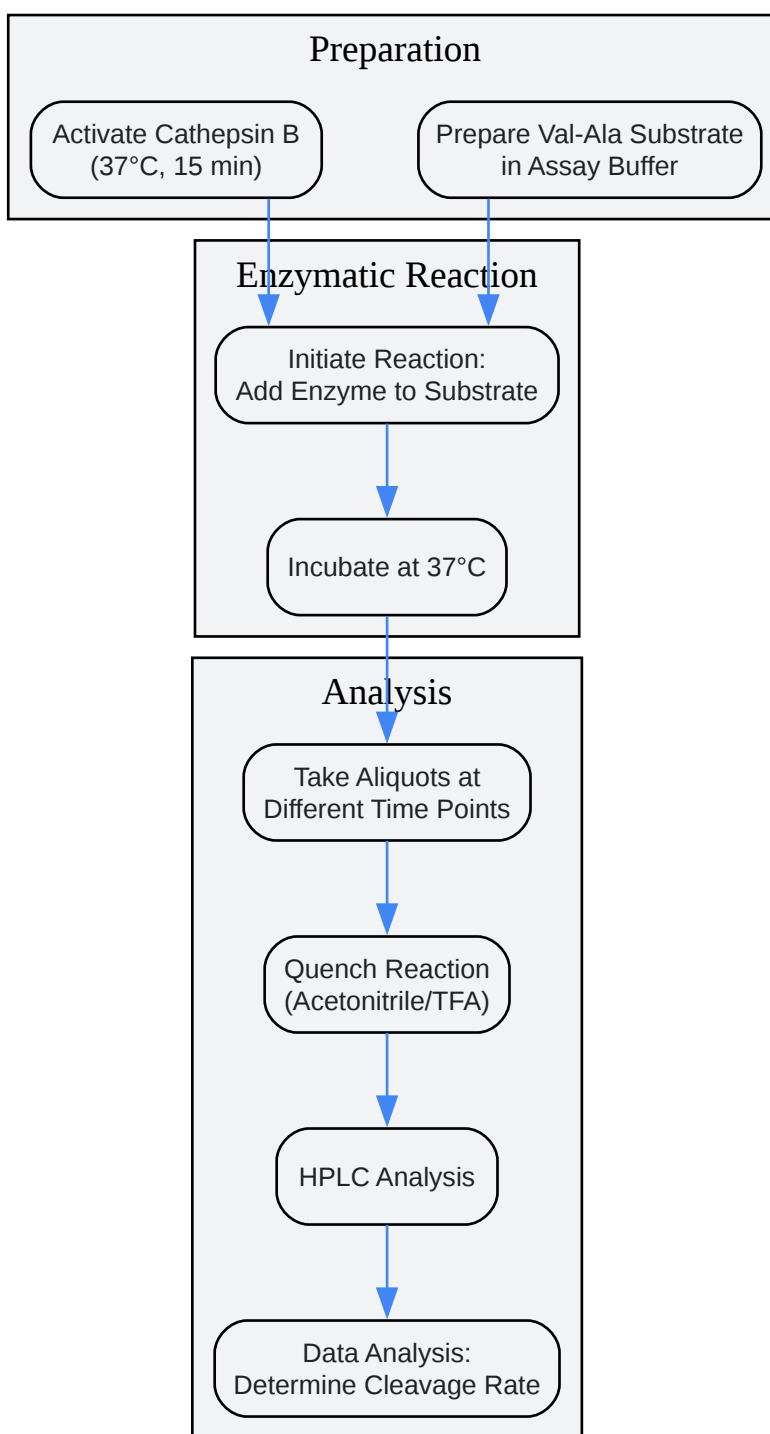 Preparation
Activate Cathepsin B
(37°C, 15 min)
Prepare Val-Ala Substrate
in Assay Buffer
Enzymatic Reaction
Initiate Reaction:
Add Enzyme to Substrate
Incubate at 37°C
Analysis
Take Aliquots at
Different Time Points
Quench Reaction
(Acetonitrile/TFA)
HPLC Analysis
Data Analysis:
Determine Cleavage Rate